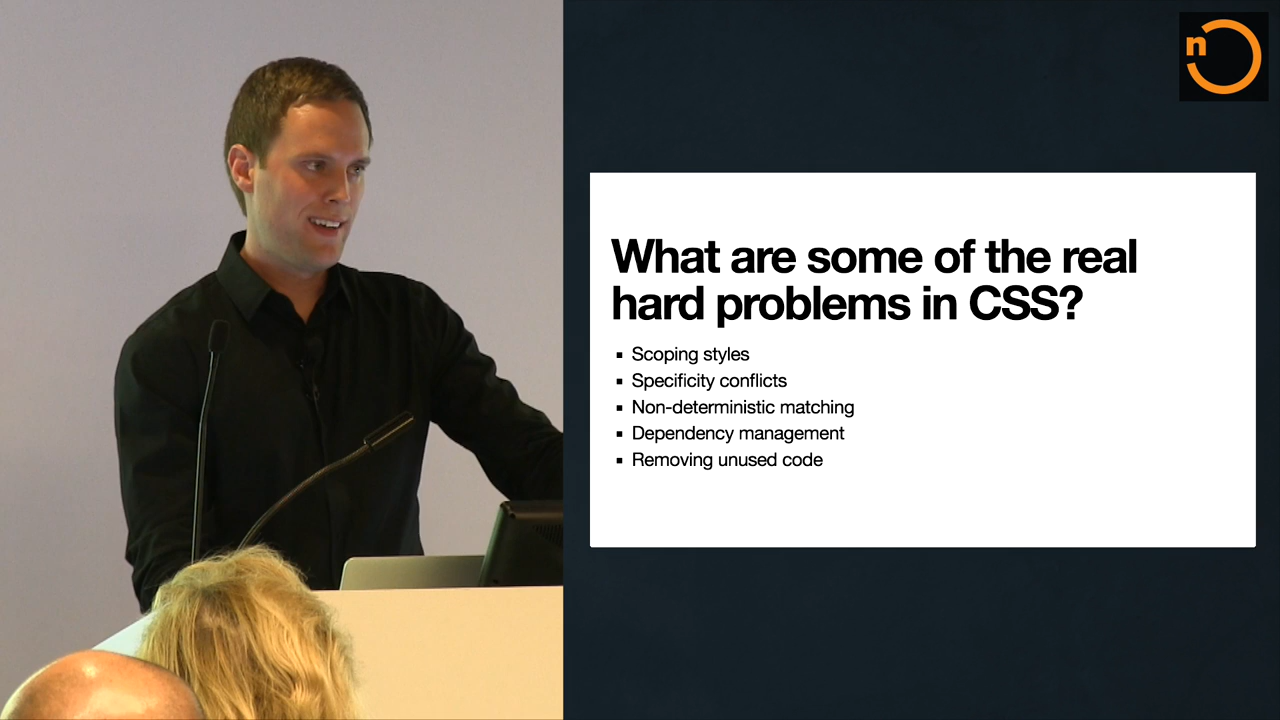 n
What are some of the real
hard problems in CSS?
▪ Scoping styles
▪ Specificity conflicts
▪ Non-deterministic matching
▪ Dependency management
▪ Removing unused code